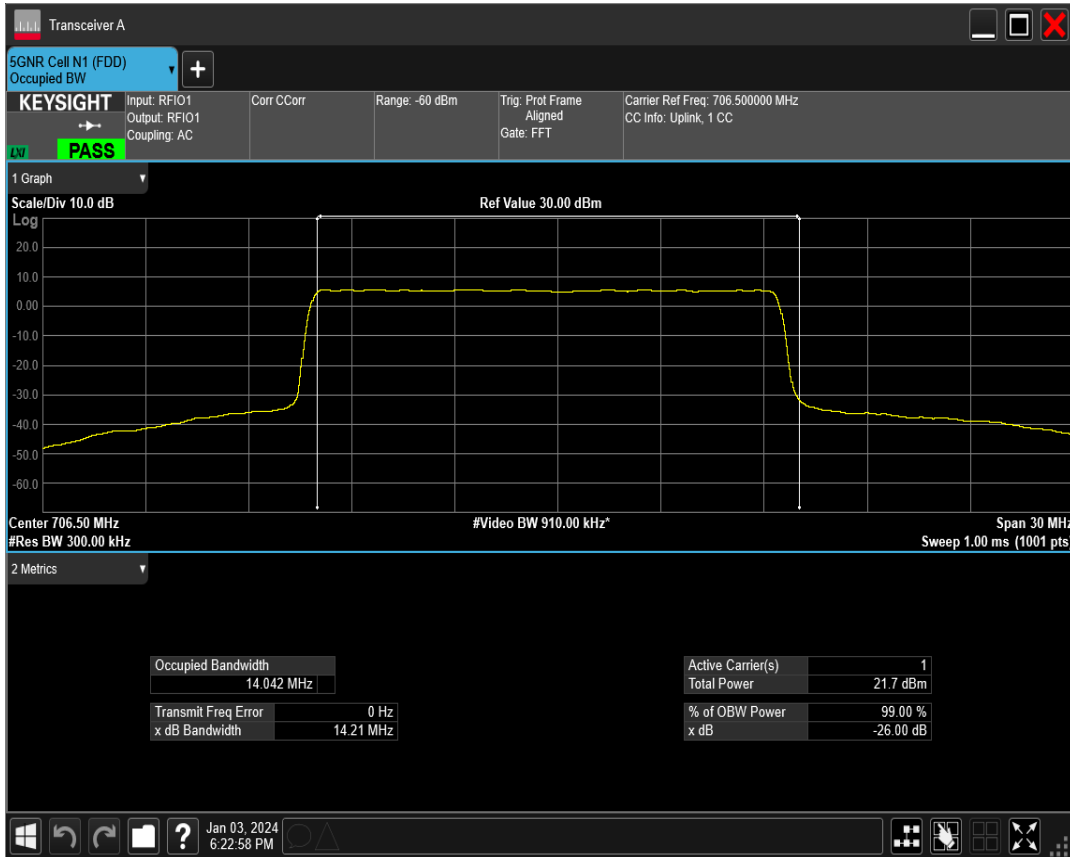 Transceiver A
5GNR Cell N1 (FDD)
Occupied BW
+
KEYSIGHT
LXI
PASS
Input: RFIO1
Output: RFIO1
Coupling: AC
Corr CCorr
Range: -60 dBm
Trig: Prot Frame
Aligned
Gate: FFT
Carrier Ref Freq: 706.500000 MHz
CC Info: Uplink, 1 CC
1 Graph
Scale/Div 10.0 dB
Ref Value 30.00 dBm
Log
20.0
10.0
0.00
-10.0
-20.0
-30.0
-40.0
-50.0
-60.0
Center 706.50 MHz
#Video BW 910.00 kHz*
Span 30 MHz
#Res BW 300.00 kHz
Sweep 1.00 ms (1001 pts)
2 Metrics
Occupied Bandwidth
14.042 MHz
Transmit Freq Error 0 Hz
x dB Bandwidth 14.21 MHz
Active Carrier(s) 1
Total Power 21.7 dBm
% of OBW Power 99.00 %
x dB -26.00 dB
?
Jan 03, 2024
6:22:58 PM